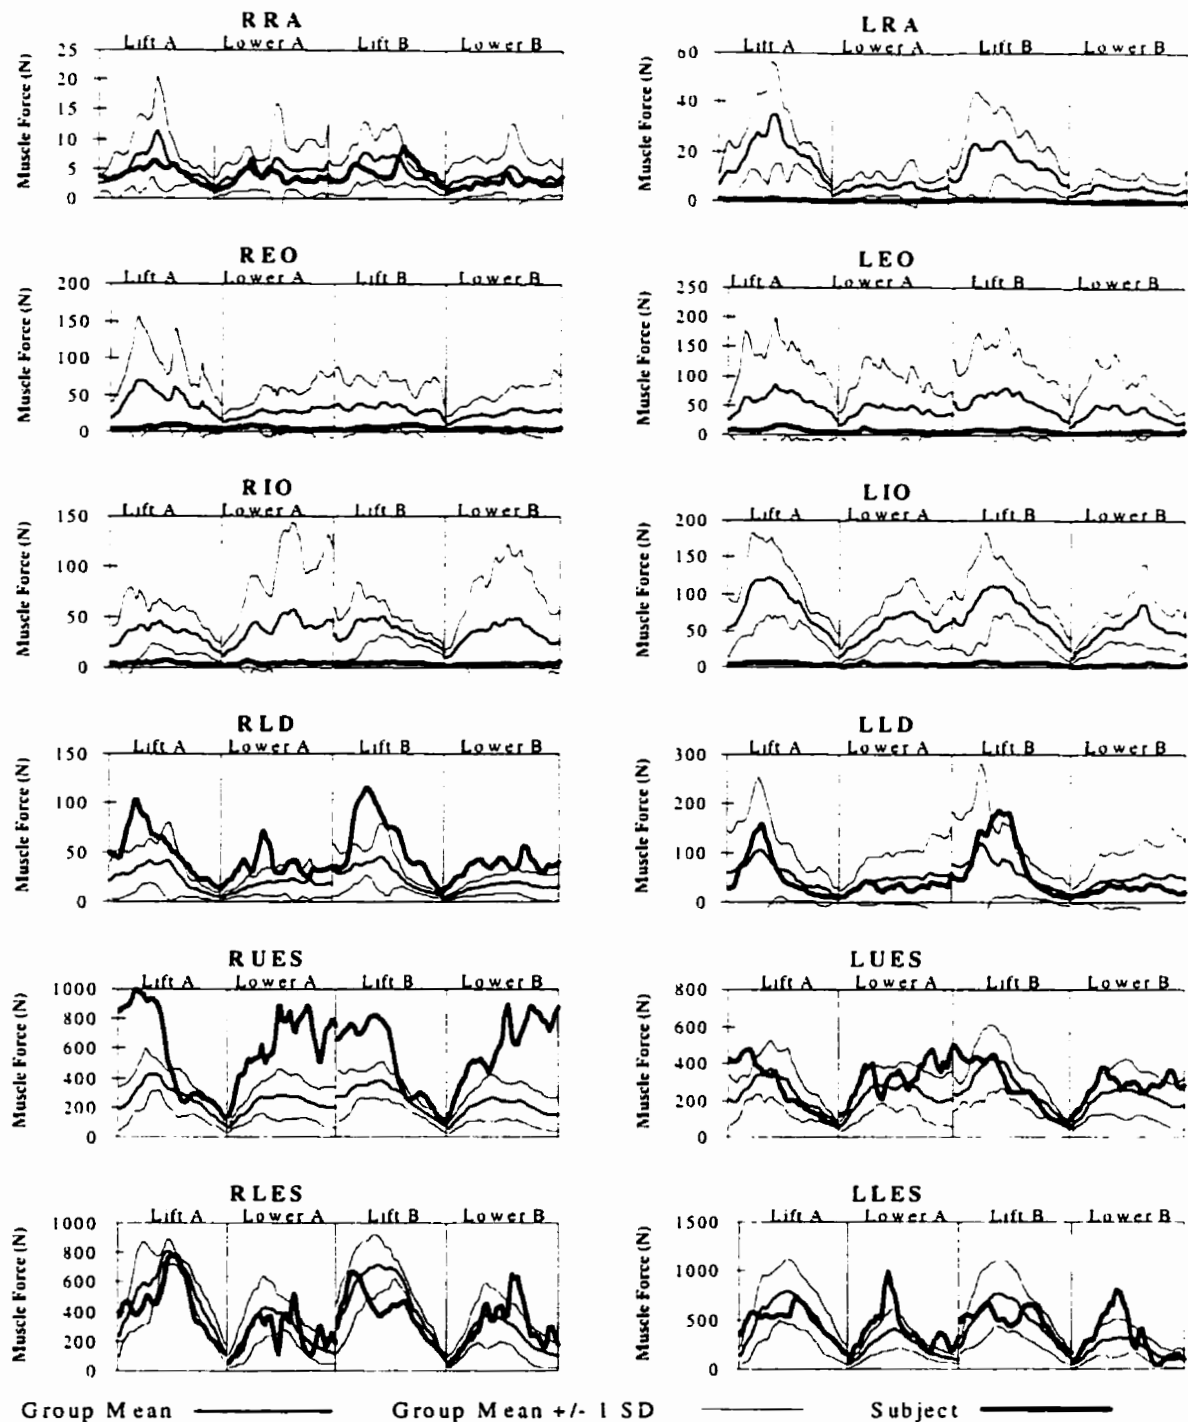 RRA
Lift A Lower A Lift B Lower B
Muscle Force (N)
25
20
15
10
5
0
LRA
Lift A Lower A Lift B Lower B
Muscle Force (N)
60
40
20
0
REO
Lift A Lower A Lift B Lower B
Muscle Force (N)
200
150
100
50
0
LEO
Lift A Lower A Lift B Lower B
Muscle Force (N)
250
200
150
100
50
0
RIO
Lift A Lower A Lift B Lower B
Muscle Force (N)
150
100
50
0
LIO
Lift A Lower A Lift B Lower B
Muscle Force (N)
200
150
100
50
0
RLD
Lift A Lower A Lift B Lower B
Muscle Force (N)
150
100
50
0
LLD
Lift A Lower A Lift B Lower B
Muscle Force (N)
300
200
100
0
RUES
Lift A Lower A Lift B Lower B
Muscle Force (N)
1000
800
600
400
200
0
LUES
Lift A Lower A Lift B Lower B
Muscle Force (N)
800
600
400
200
0
RLES
Lift A Lower A Lift B Lower B
Muscle Force (N)
1000
800
600
400
200
0
LLES
Lift A Lower A Lift B Lower B
Muscle Force (N)
1500
1000
500
0
Group Mean Group Mean +/- 1 SD Subject